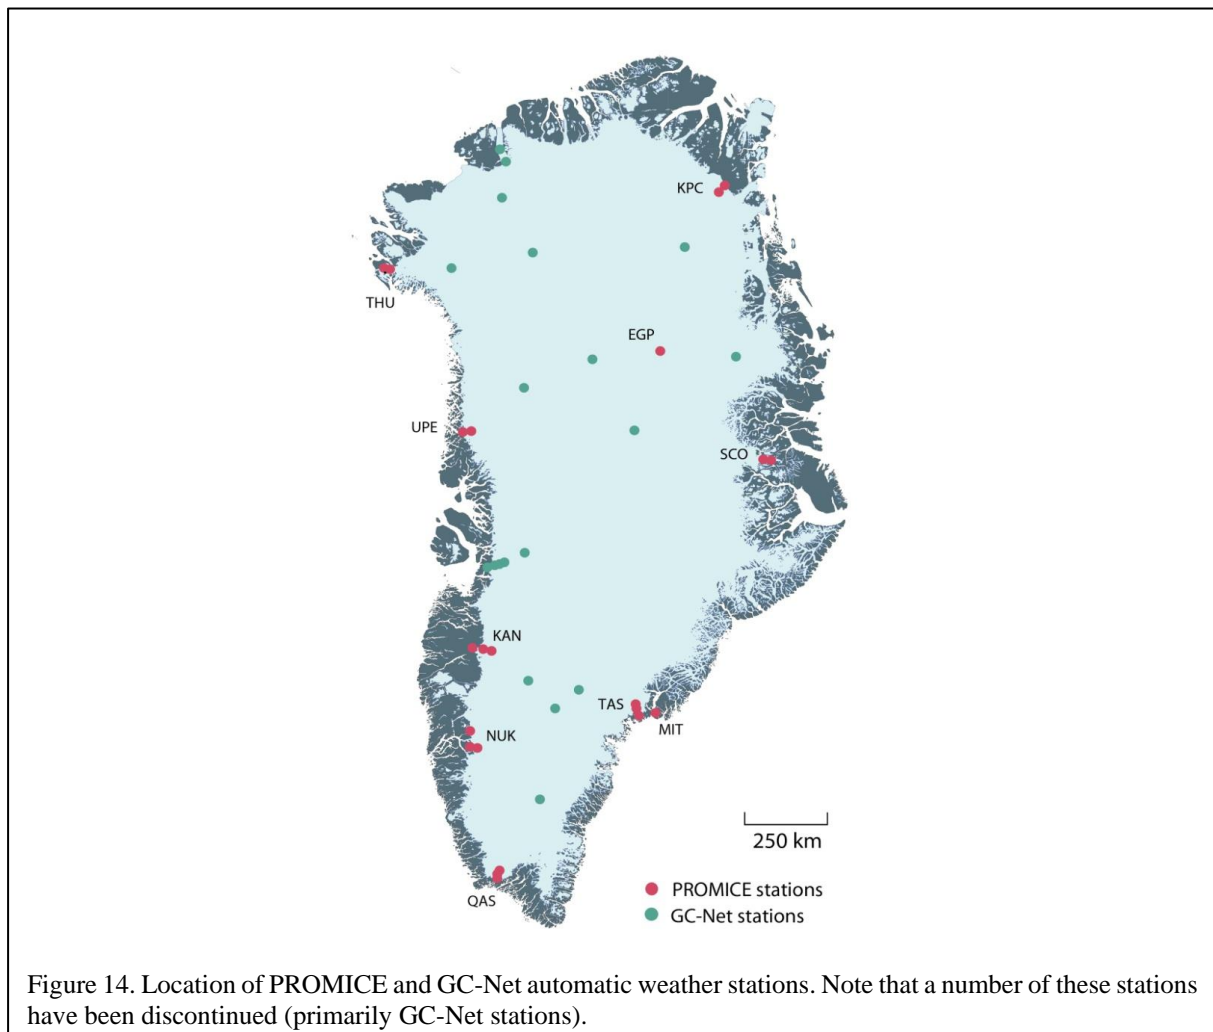 KPC
THU
EGP
UPE
SCO
KAN
TAS
MIT
NUK
250 km
QAS
PROMICE stations
GC-Net stations
Figure 14. Location of PROMICE and GC-Net automatic weather stations. Note that a number of these stations
have been discontinued (primarily GC-Net stations).